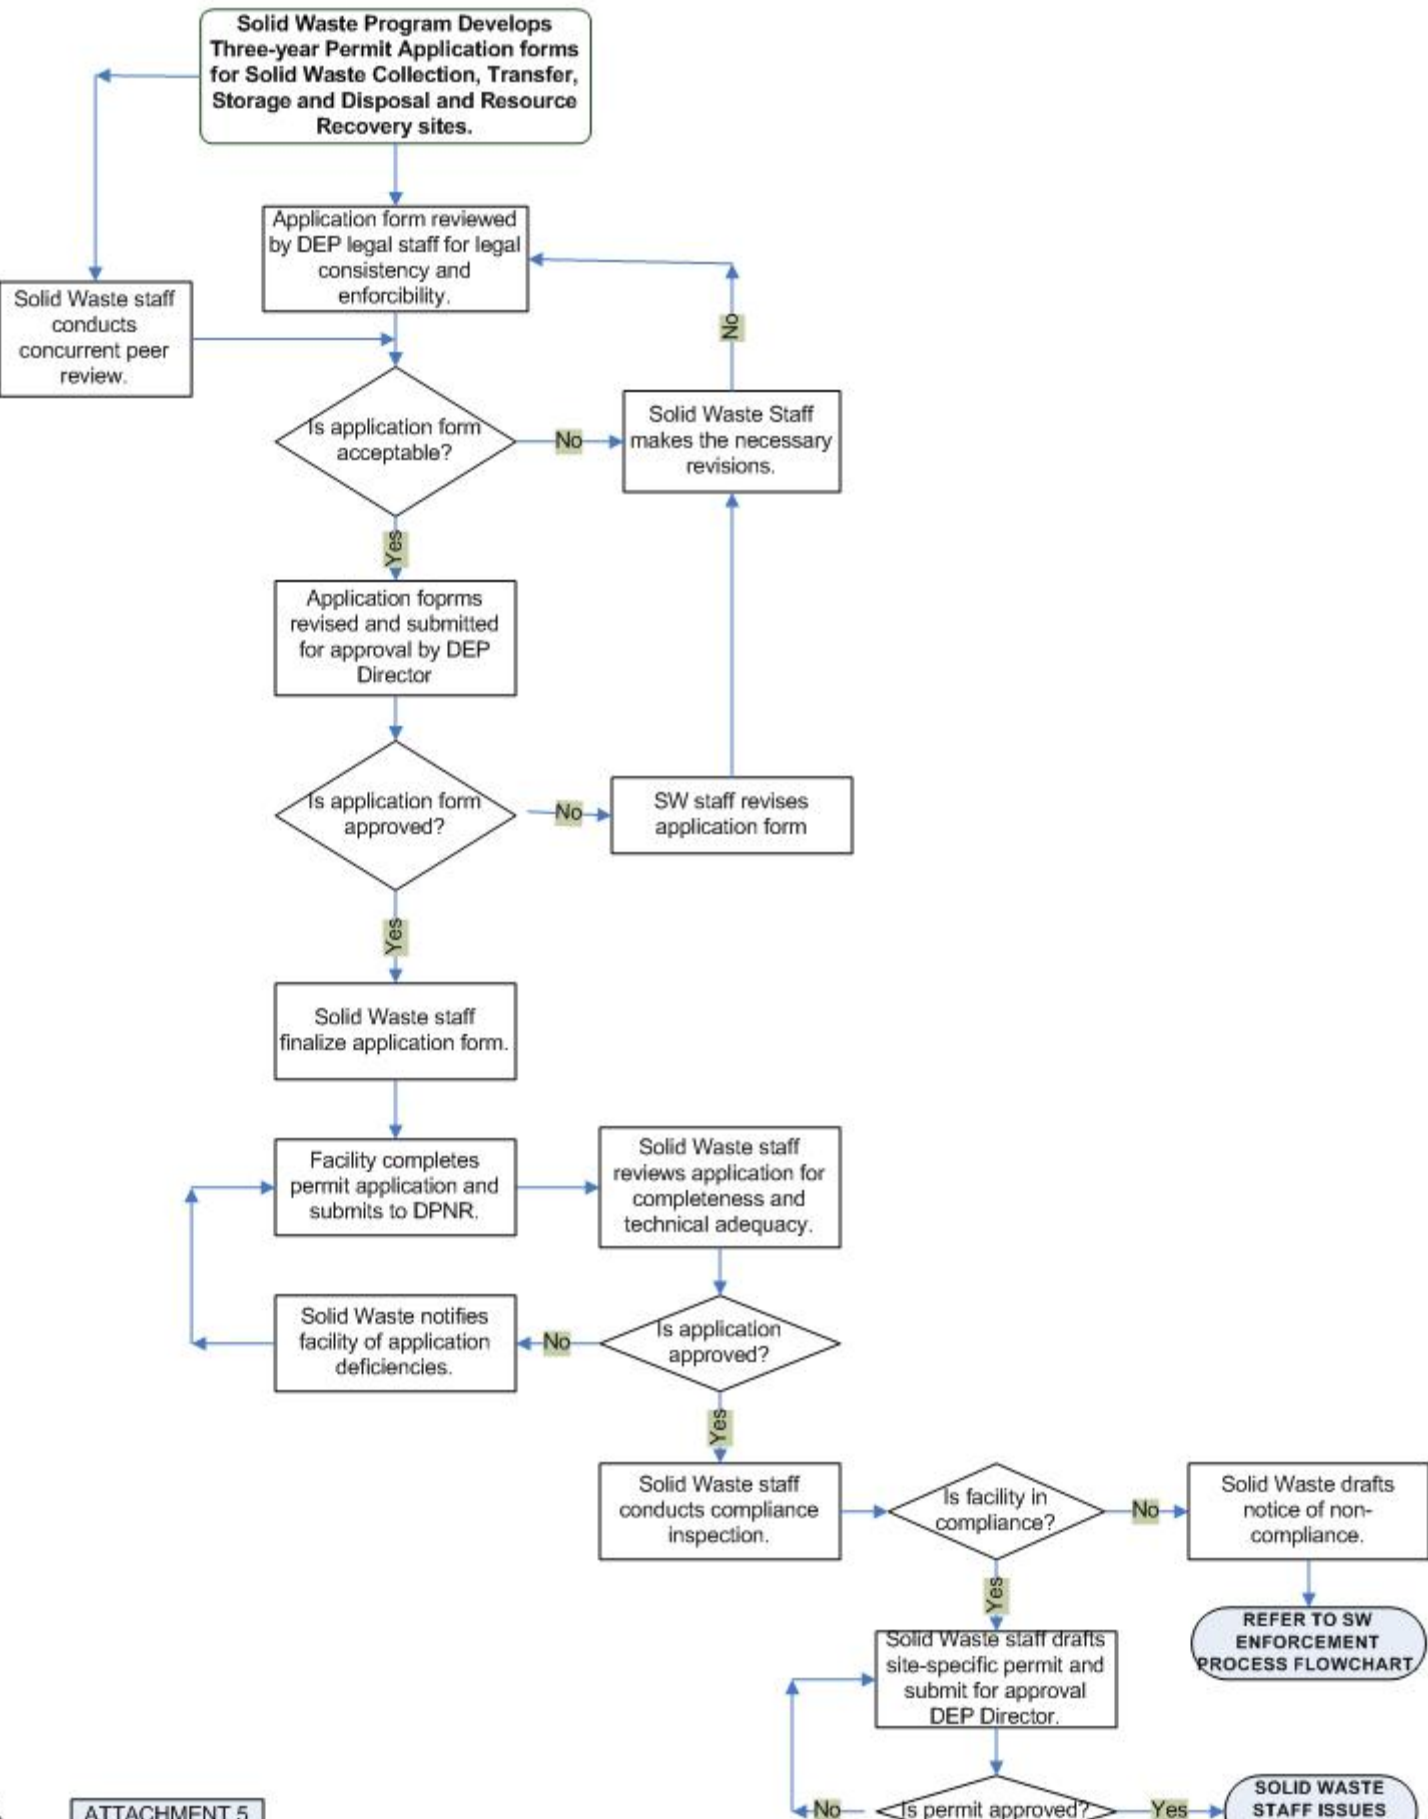 Solid Waste Program Develops
Three-year Permit Application forms
for Solid Waste Collection, Transfer,
Storage and Disposal and Resource
Recovery sites.
Application form reviewed
by DEP legal staff for legal
consistency and
enforcibility.
Solid Waste staff
conducts
concurrent peer
review.
No
Is application form
acceptable?
No
Solid Waste Staff
makes the necessary
revisions.
Yes
Application foprms
revised and submitted
for approval by DEP
Director
Is application form
approved?
No
SW staff revises
application form
Yes
Solid Waste staff
finalize application form.
Facility completes
permit application and
submits to DPNR.
Solid Waste staff
reviews application for
completeness and
technical adequacy.
Solid Waste notifies
facility of application
deficiencies.
No
Is application
approved?
Yes
Solid Waste staff
conducts compliance
inspection.
Is facility in
compliance?
No
Solid Waste drafts
notice of non-
compliance.
Yes
REFER TO SW
ENFORCEMENT
PROCESS FLOWCHART
Solid Waste staff drafts
site-specific permit and
submit for approval
DEP Director.
No
Is permit approved?
Yes
SOLID WASTE
STAFF ISSUES
ATTACHMENT 5